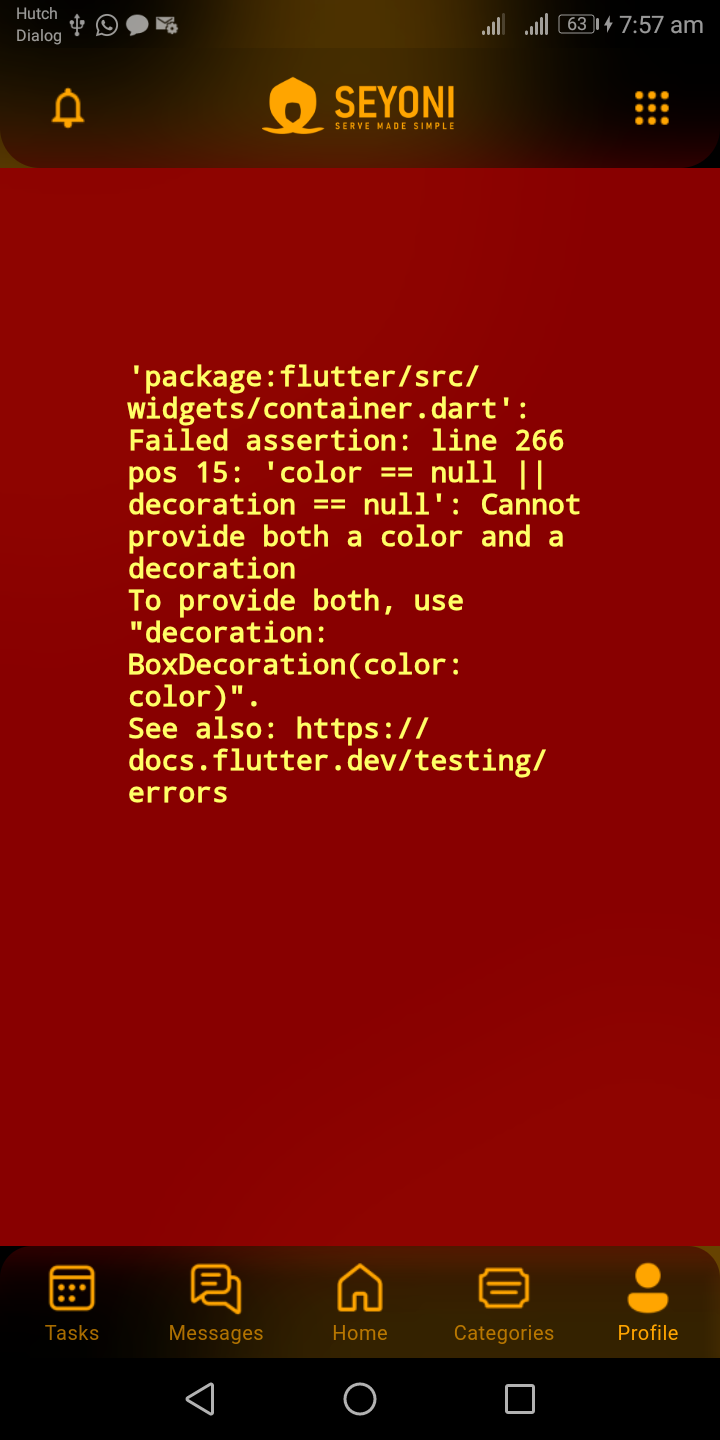 Hutch
Dialog
63
7:57 am
SEYONI
SERVE MADE SIMPLE
'package:flutter/src/
widgets/container.dart':
Failed assertion: line 266
pos 15: 'color == null ||
decoration == null': Cannot
provide both a color and a
decoration
To provide both, use
"decoration:
BoxDecoration(color:
color)".
See also: https://
docs.flutter.dev/testing/
errors
Tasks
Messages
Home
Categories
Profile